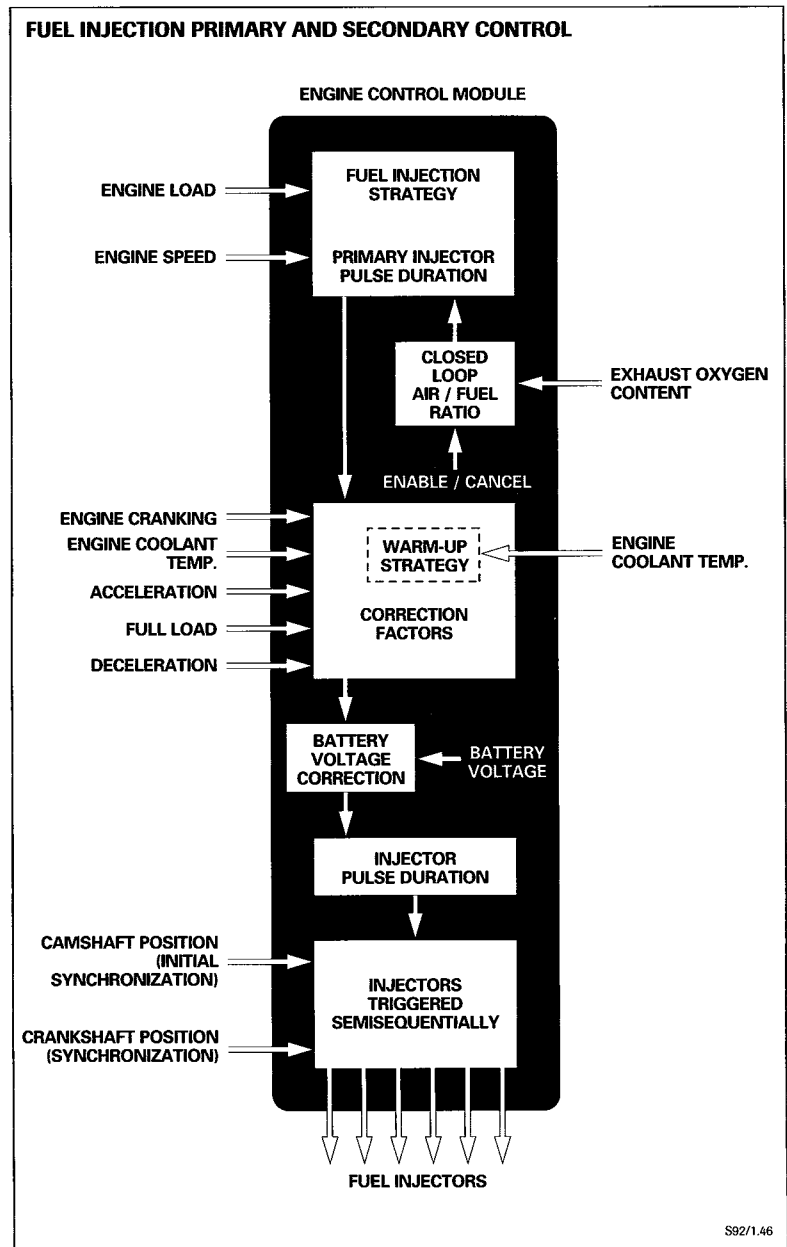 FUEL INJECTION PRIMARY AND SECONDARY CONTROL
ENGINE CONTROL MODULE
ENGINE LOAD
FUEL INJECTION
STRATEGY
ENGINE SPEED
PRIMARY INJECTOR
PULSE DURATION
CLOSED
LOOP
AIR / FUEL
RATIO
EXHAUST OXYGEN
CONTENT
ENABLE / CANCEL
ENGINE CRANKING
ENGINE COOLANT
TEMP.
ACCELERATION
FULL LOAD
DECELERATION
WARM-UP
STRATEGY
ENGINE
COOLANT TEMP.
CORRECTION
FACTORS
BATTERY
VOLTAGE
CORRECTION
BATTERY
VOLTAGE
INJECTOR
PULSE DURATION
CAMSHAFT POSITION
(INITIAL
SYNCHRONIZATION)
INJECTORS
TRIGGERED
SEMISEQUENTIALLY
CRANKSHAFT POSITION
(SYNCHRONIZATION)
FUEL INJECTORS
S92/1.46